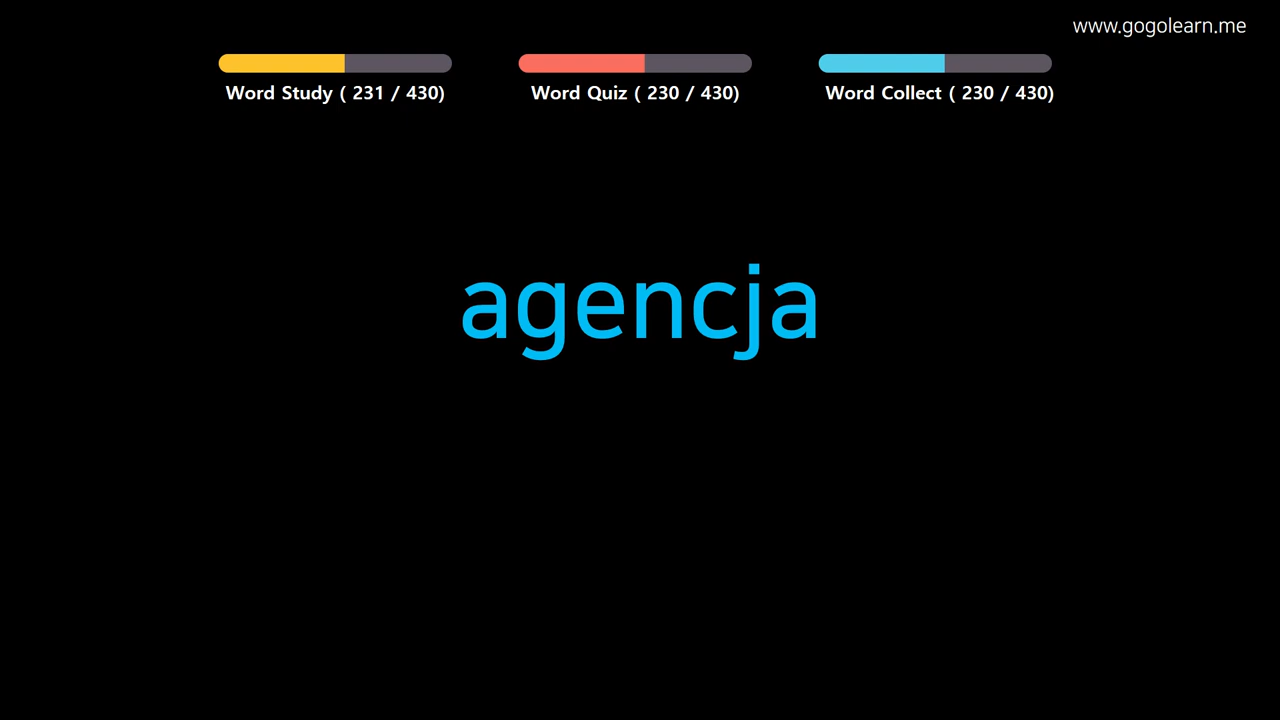 www.gogolearn.me
Word Study ( 231 / 430)
Word Quiz ( 230 / 430)
Word Collect ( 230 / 430)
agencja